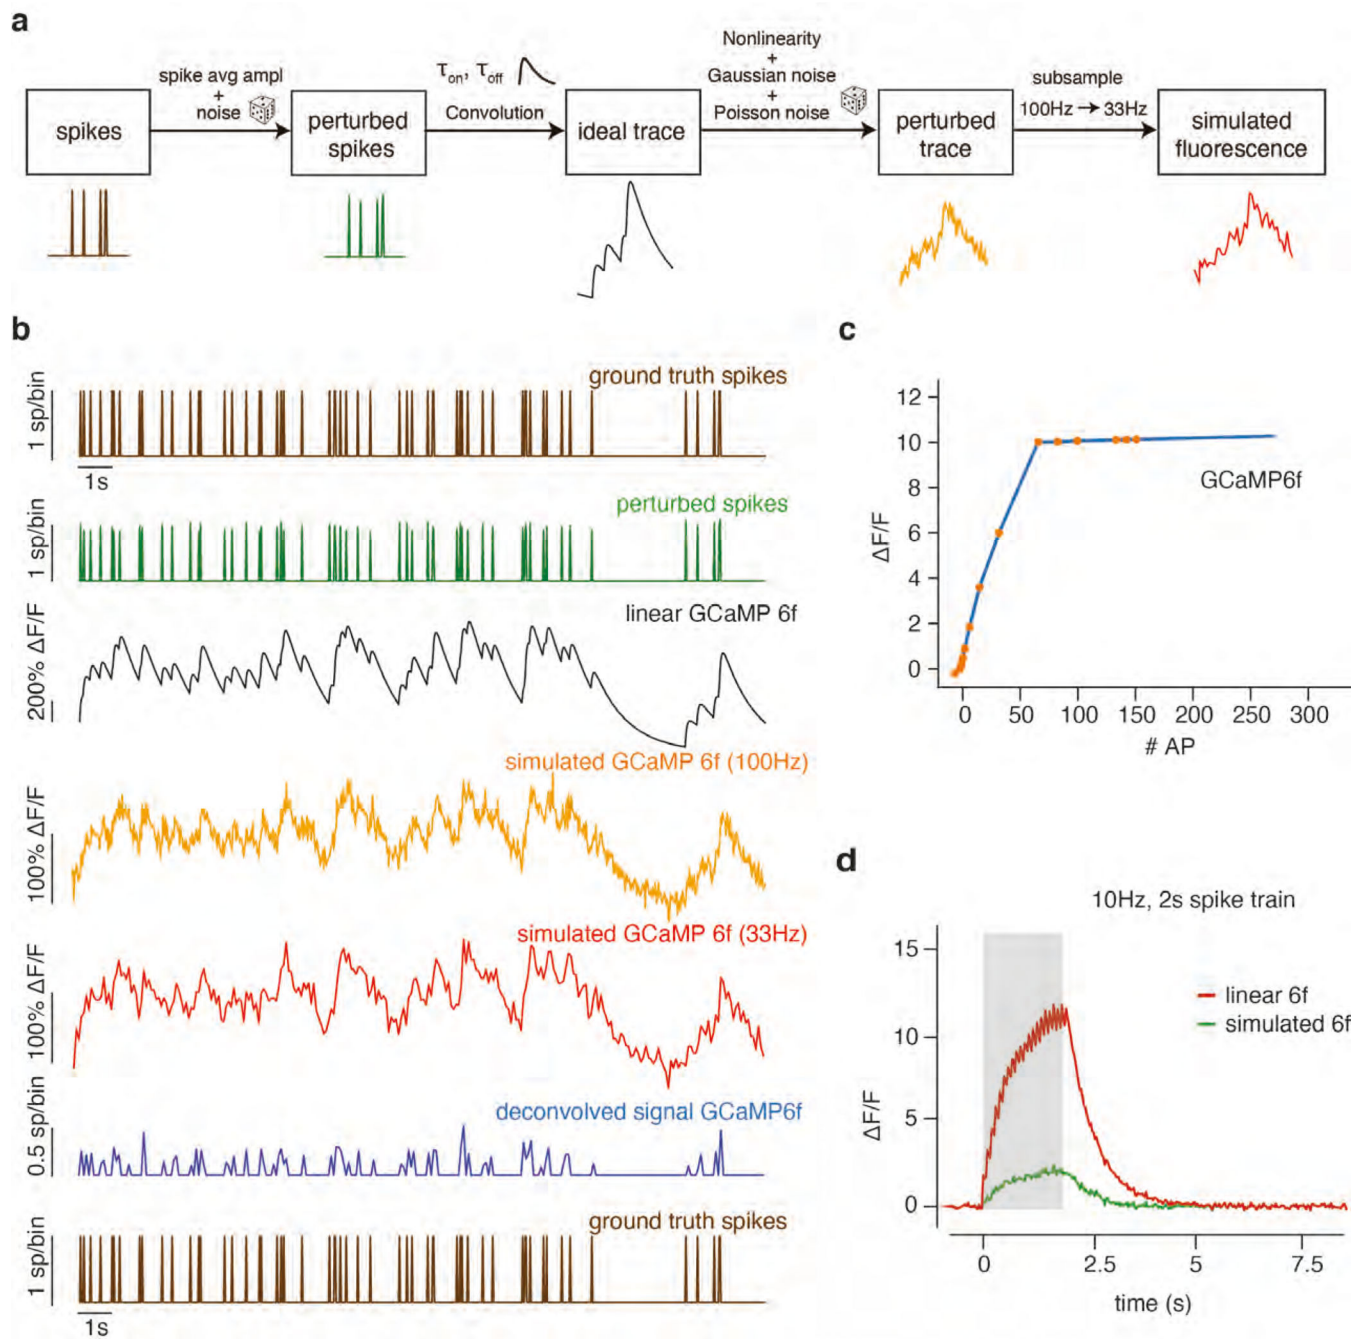 a
spikes
spike avg ampl
+
noise
perturbed
spikes
τon, τoff
Convolution
ideal trace
Nonlinearity
+
Gaussian noise
+
Poisson noise
perturbed
trace
subsample
100Hz → 33Hz
simulated
fluorescence
b
ground truth spikes
1 sp/bin
1s
perturbed spikes
1 sp/bin
linear GCaMP 6f
200% ΔF/F
simulated GCaMP 6f (100Hz)
100% ΔF/F
simulated GCaMP 6f (33Hz)
100% ΔF/F
deconvolved signal GCaMP6f
0.5 sp/bin
ground truth spikes
1 sp/bin
1s
c
12
10
8
6
4
2
0
ΔF/F
GCaMP6f
0 50 100 150 200 250 300
# AP
d
10Hz, 2s spike train
15
10
5
0
ΔF/F
linear 6f
simulated 6f
0 2.5 5 7.5
time (s)